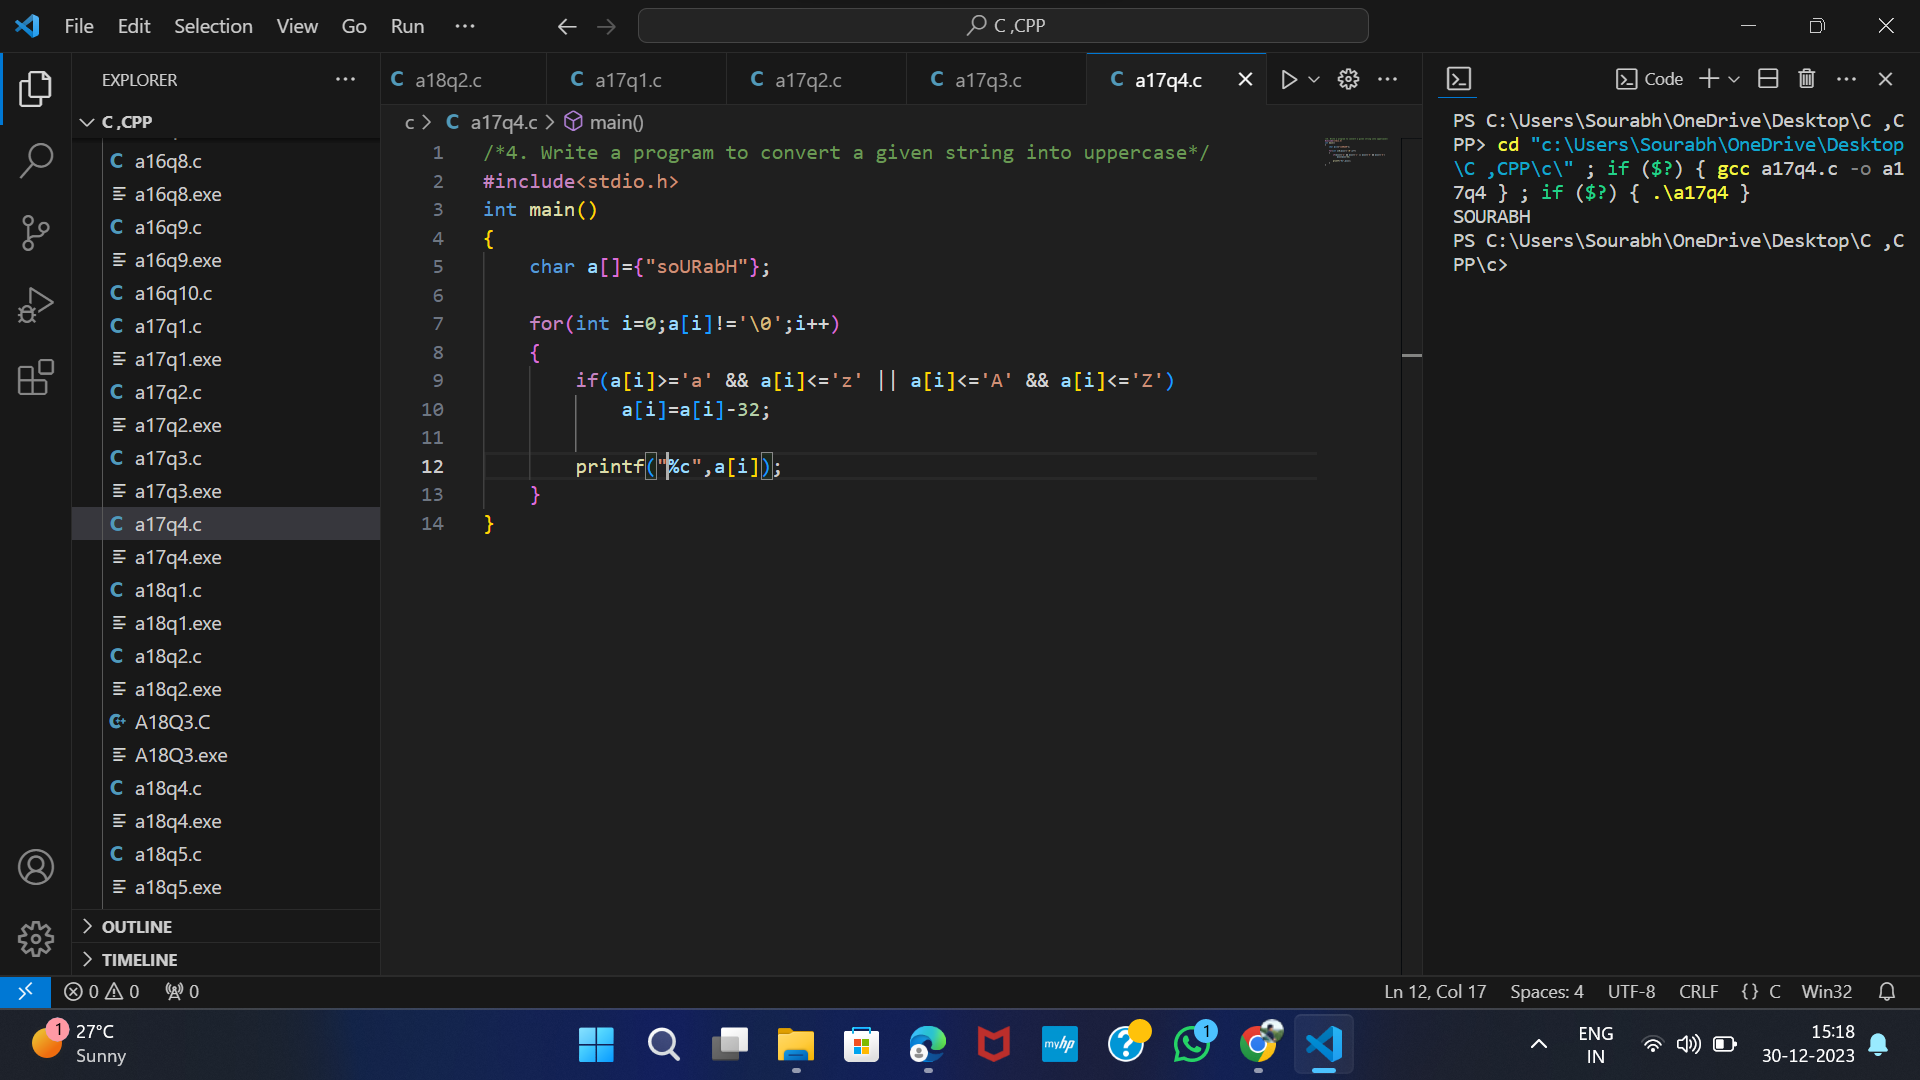 File Edit Selection View Go Run ···
C ,CPP
EXPLORER ···
C ,CPP
a16q8.c
a16q8.exe
a16q9.c
a16q9.exe
a16q10.c
a17q1.c
a17q1.exe
a17q2.c
a17q2.exe
a17q3.c
a17q3.exe
a17q4.c
a17q4.exe
a18q1.c
a18q1.exe
a18q2.c
a18q2.exe
A18Q3.C
A18Q3.exe
a18q4.c
a18q4.exe
a18q5.c
a18q5.exe
OUTLINE
TIMELINE
C a18q2.c C a17q1.c C a17q2.c C a17q3.c C a17q4.c
c > C a17q4.c > main()
1 /*4. Write a program to convert a given string into uppercase*/
2 #include<stdio.h>
3 int main()
4 {
5 char a[]={"soURabH"};
6
7 for(int i=0;a[i]!='\0';i++)
8 {
9 if(a[i]>='a' && a[i]<='z' || a[i]<='A' && a[i]<='Z')
10 a[i]=a[i]-32;
11
12 printf("%c",a[i]);
13 }
14 }
Code
PS C:\Users\Sourabh\OneDrive\Desktop\C ,C
PP> cd "c:\Users\Sourabh\OneDrive\Desktop
\C ,CPP\c\" ; if ($?) { gcc a17q4.c -o a1
7q4 } ; if ($?) { .\a17q4 }
SOURABH
PS C:\Users\Sourabh\OneDrive\Desktop\C ,C
PP\c>
0 0 0
Ln 12, Col 17 Spaces: 4 UTF-8 CRLF {} C Win32
1
27°C
Sunny
myhp
?
1
ENG
IN
15:18
30-12-2023